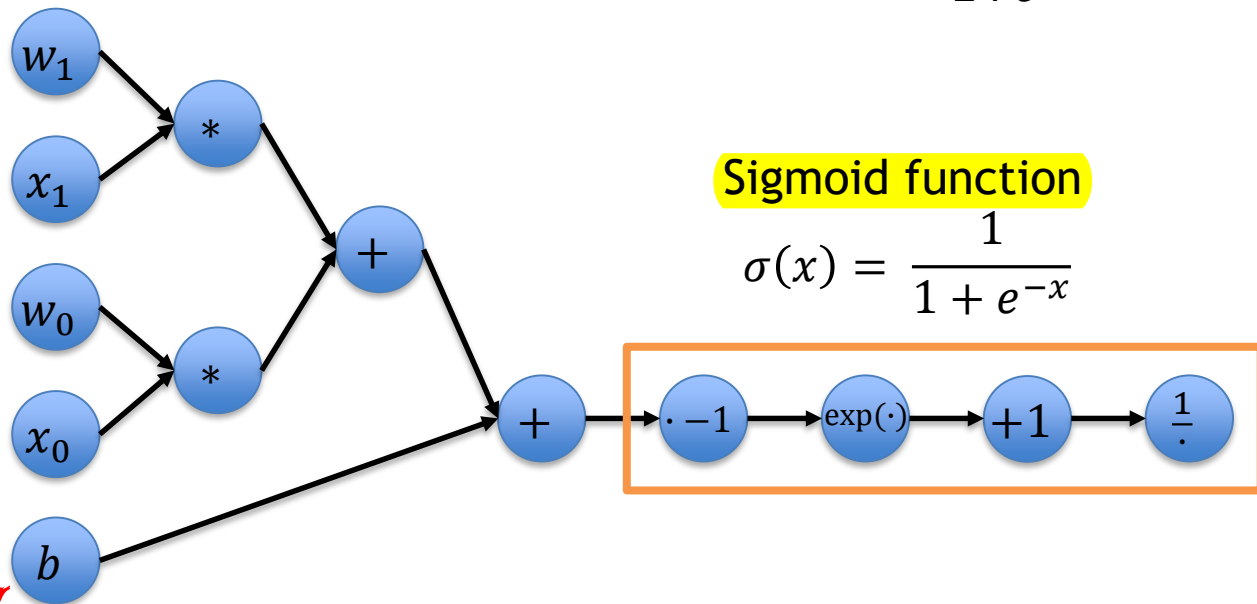 w₁
*
x₁
Sigmoid function
σ(x) = 1 / (1 + e⁻ˣ)
+
w₀
*
x₀
+
· −1
exp(·)
+1
1/·
b